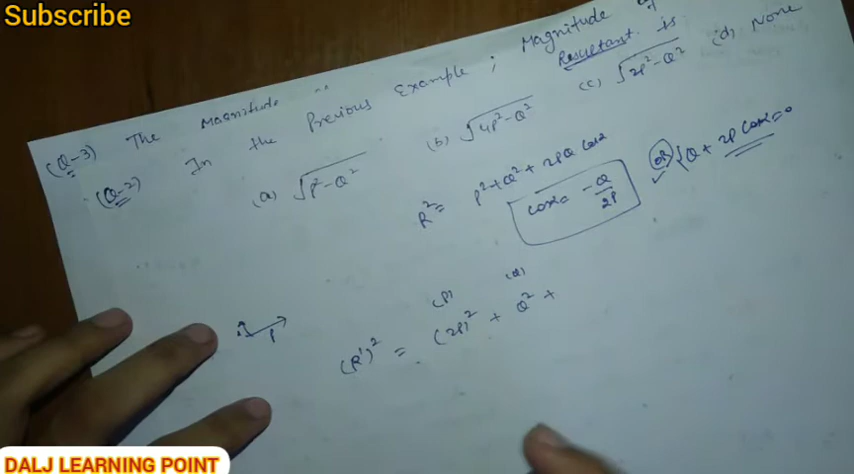 Subscribe
(Q-3) The Magnitude
(Q-2) In the Previous Example; Magnitude of Resultant is
(a) √P²-Q² (b) √4P²-Q² (c) √2P²-Q² (d) None
R² = P²+Q²+2PQ cosα (OR) {Q + 2P cosα=0
cosα = -Q/2P
(P) (Q)
(R')² = (2P)² + Q² +
P
DALJ LEARNING POINT